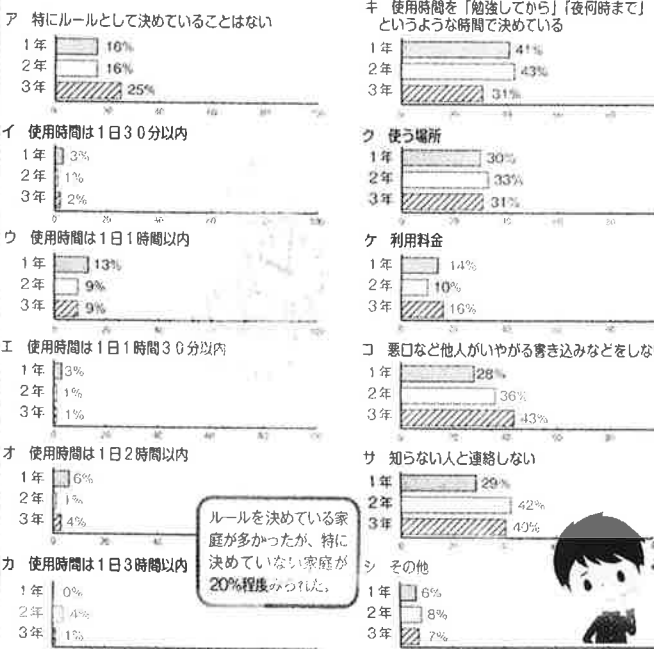 ア 特にルールとして決めていることはない
1年 16%
2年 16%
3年 25%
イ 使用時間は1日30分以内
1年 3%
2年 1%
3年 2%
ウ 使用時間は1日1時間以内
1年 13%
2年 9%
3年 9%
エ 使用時間は1日1時間30分以内
1年 3%
2年 1%
3年 1%
オ 使用時間は1日2時間以内
1年 6%
2年 1%
3年 4%
カ 使用時間は1日3時間以内
1年 0%
2年 4%
3年 1%
ルールを決めている家
庭が多かったが、特に
決めていない家庭が
20%程度みられた。
キ 使用時間を「勉強してから」「夜何時まで」
というような時間で決めている
1年 41%
2年 43%
3年 31%
ク 使う場所
1年 30%
2年 33%
3年 31%
ケ 利用料金
1年 14%
2年 10%
3年 16%
コ 悪口など他人がいやがる書き込みなどをしな
1年 28%
2年 36%
3年 43%
サ 知らない人と連絡しない
1年 29%
2年 42%
3年 40%
シ その他
1年 6%
2年 8%
3年 7%